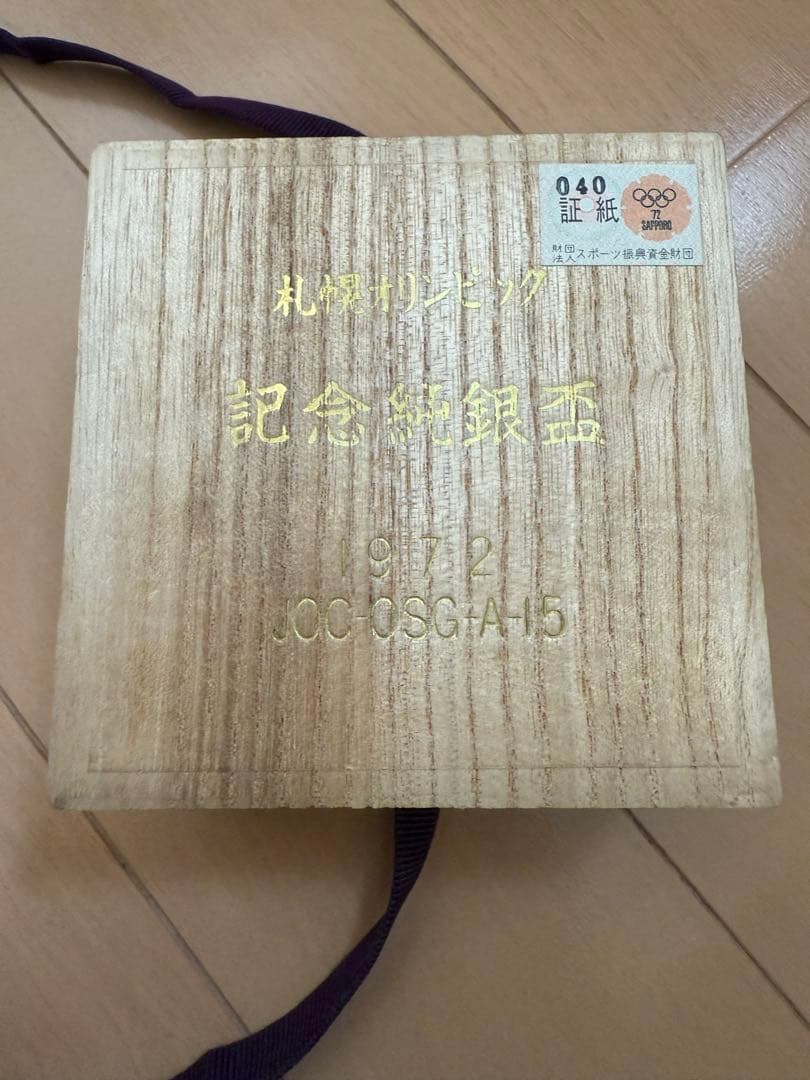 040
証紙
'72
SAPPORO
財団法人スポーツ振興資金財団
札幌オリンピック
記念純銀盃
1972
JOC-OSG-A-15